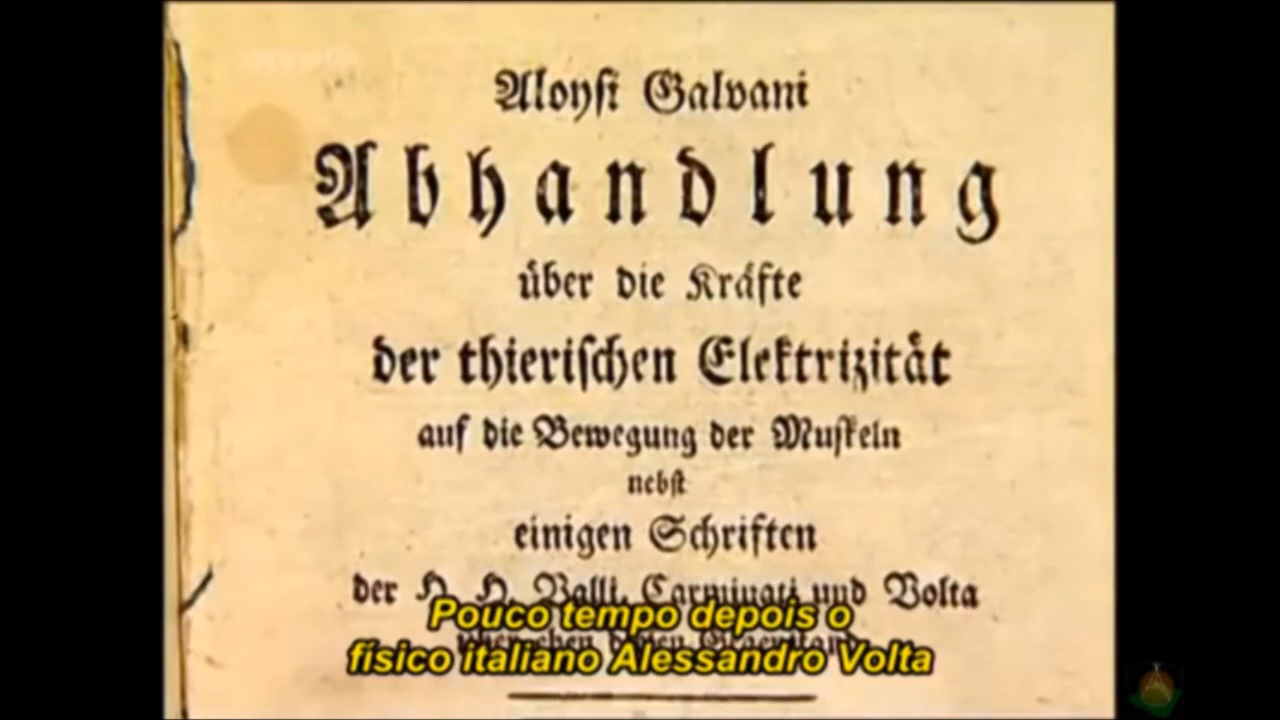 Aloysi Galvani
Abhandlung
über die Kräfte
der thierischen Elektrizität
auf die Bewegung der Muskeln
nebst
einigen Schriften
der H. H. Valli, Carminati und Volta
Pouco tempo depois o
físico italiano Alessandro Volta